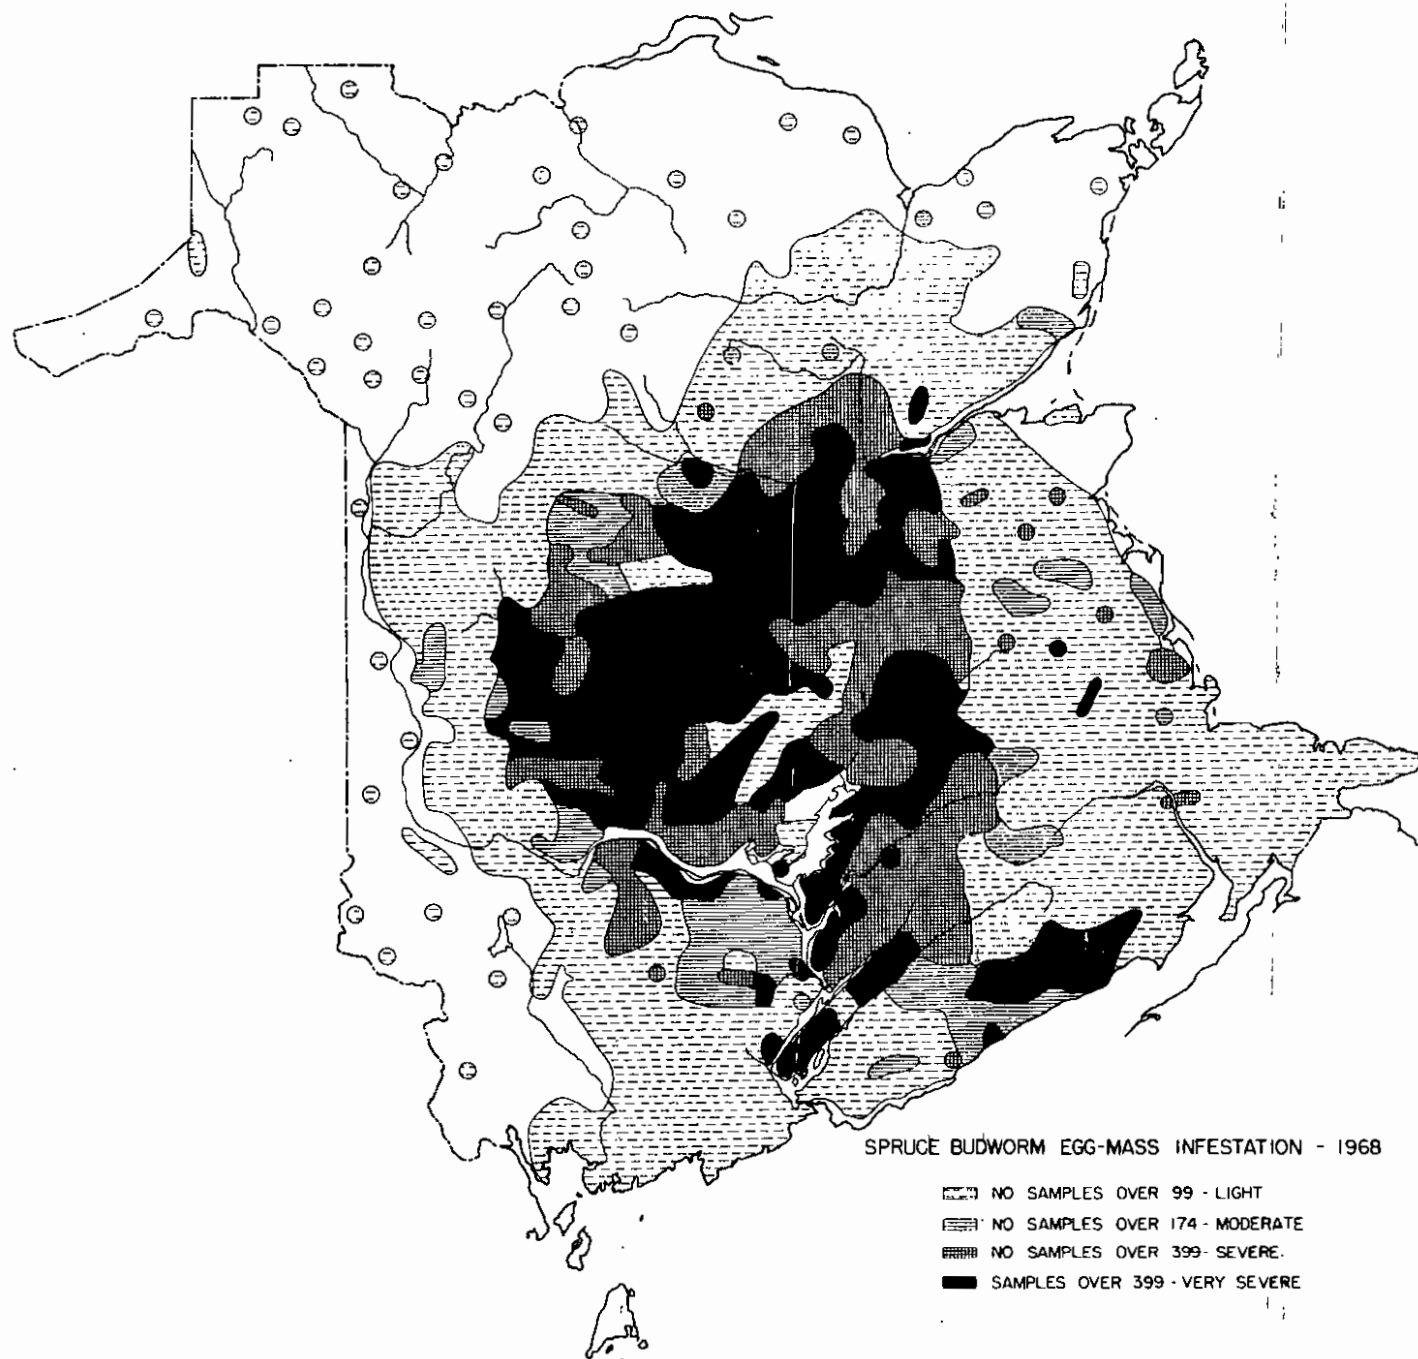 SPRUCE BUDWORM EGG-MASS INFESTATION - 1968
NO SAMPLES OVER 99 - LIGHT
NO SAMPLES OVER 174 - MODERATE
NO SAMPLES OVER 399 - SEVERE.
SAMPLES OVER 399 - VERY SEVERE